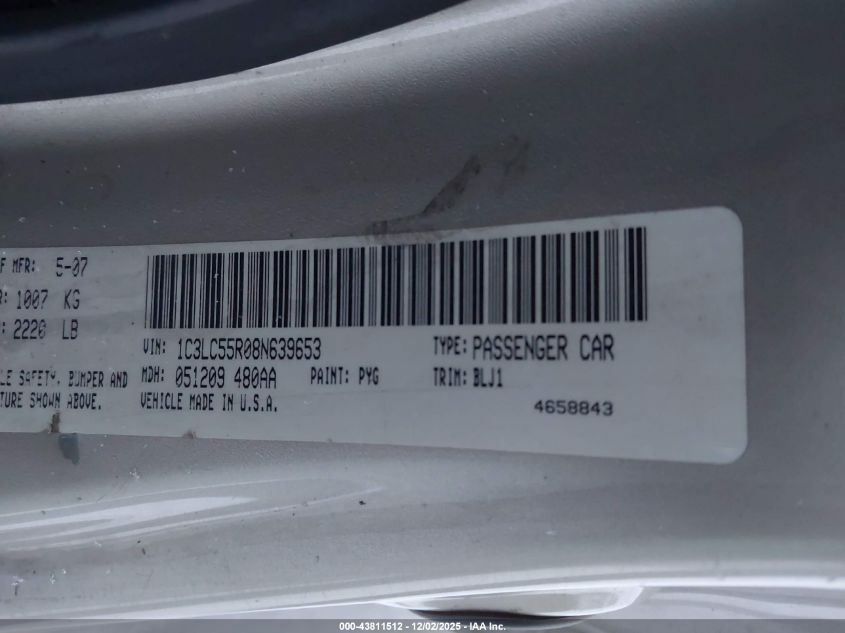 F MFR: 5-07
R: 1007 KG
: 2220 LB
VIN: 1C3LC55R08N639653
TYPE: PASSENGER CAR
LE SAFETY, BUMPER AND
MDH: 051209 480AA
PAINT: PYG
TRIM: BLJ1
TURE SHOWN ABOVE.
VEHICLE MADE IN U.S.A.
4658843
000-43811512 - 12/02/2025 - IAA Inc.